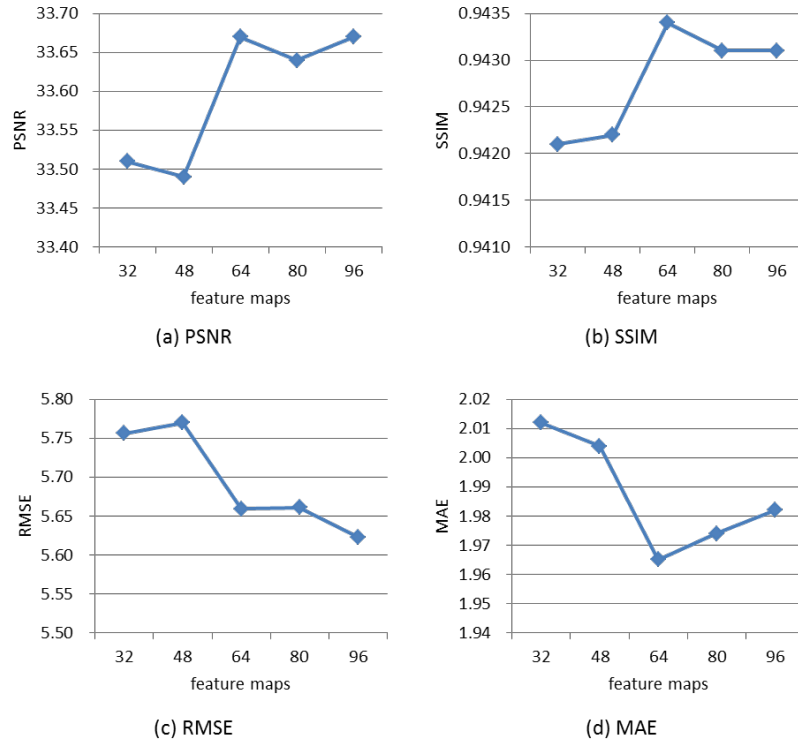 33.70
33.65
33.60
33.55
33.50
33.45
33.40
PSNR
32 48 64 80 96
feature maps
(a) PSNR
0.9435
0.9430
0.9425
0.9420
0.9415
0.9410
SSIM
32 48 64 80 96
feature maps
(b) SSIM
5.80
5.75
5.70
5.65
5.60
5.55
5.50
RMSE
32 48 64 80 96
feature maps
(c) RMSE
2.02
2.01
2.00
1.99
1.98
1.97
1.96
1.95
1.94
MAE
32 48 64 80 96
feature maps
(d) MAE